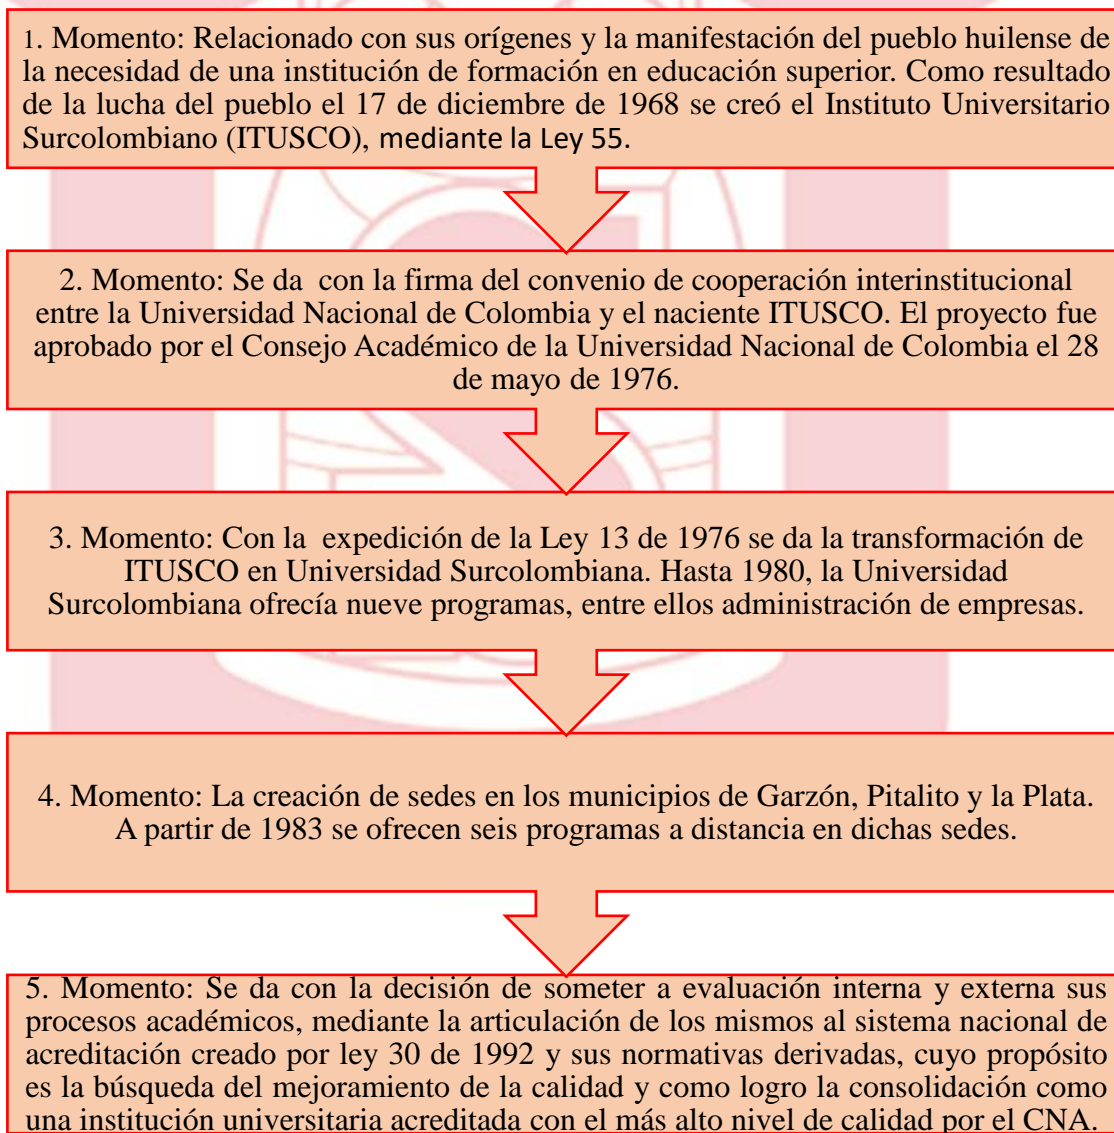 1. Momento: Relacionado con sus orígenes y la manifestación del pueblo huilense de
la necesidad de una institución de formación en educación superior. Como resultado
de la lucha del pueblo el 17 de diciembre de 1968 se creó el Instituto Universitario
Surcolombiano (ITUSCO), mediante la Ley 55.
2. Momento: Se da con la firma del convenio de cooperación interinstitucional
entre la Universidad Nacional de Colombia y el naciente ITUSCO. El proyecto fue
aprobado por el Consejo Académico de la Universidad Nacional de Colombia el 28
de mayo de 1976.
3. Momento: Con la expedición de la Ley 13 de 1976 se da la transformación de
ITUSCO en Universidad Surcolombiana. Hasta 1980, la Universidad
Surcolombiana ofrecía nueve programas, entre ellos administración de empresas.
4. Momento: La creación de sedes en los municipios de Garzón, Pitalito y la Plata.
A partir de 1983 se ofrecen seis programas a distancia en dichas sedes.
5. Momento: Se da con la decisión de someter a evaluación interna y externa sus
procesos académicos, mediante la articulación de los mismos al sistema nacional de
acreditación creado por ley 30 de 1992 y sus normativas derivadas, cuyo propósito
es la búsqueda del mejoramiento de la calidad y como logro la consolidación como
una institución universitaria acreditada con el más alto nivel de calidad por el CNA.